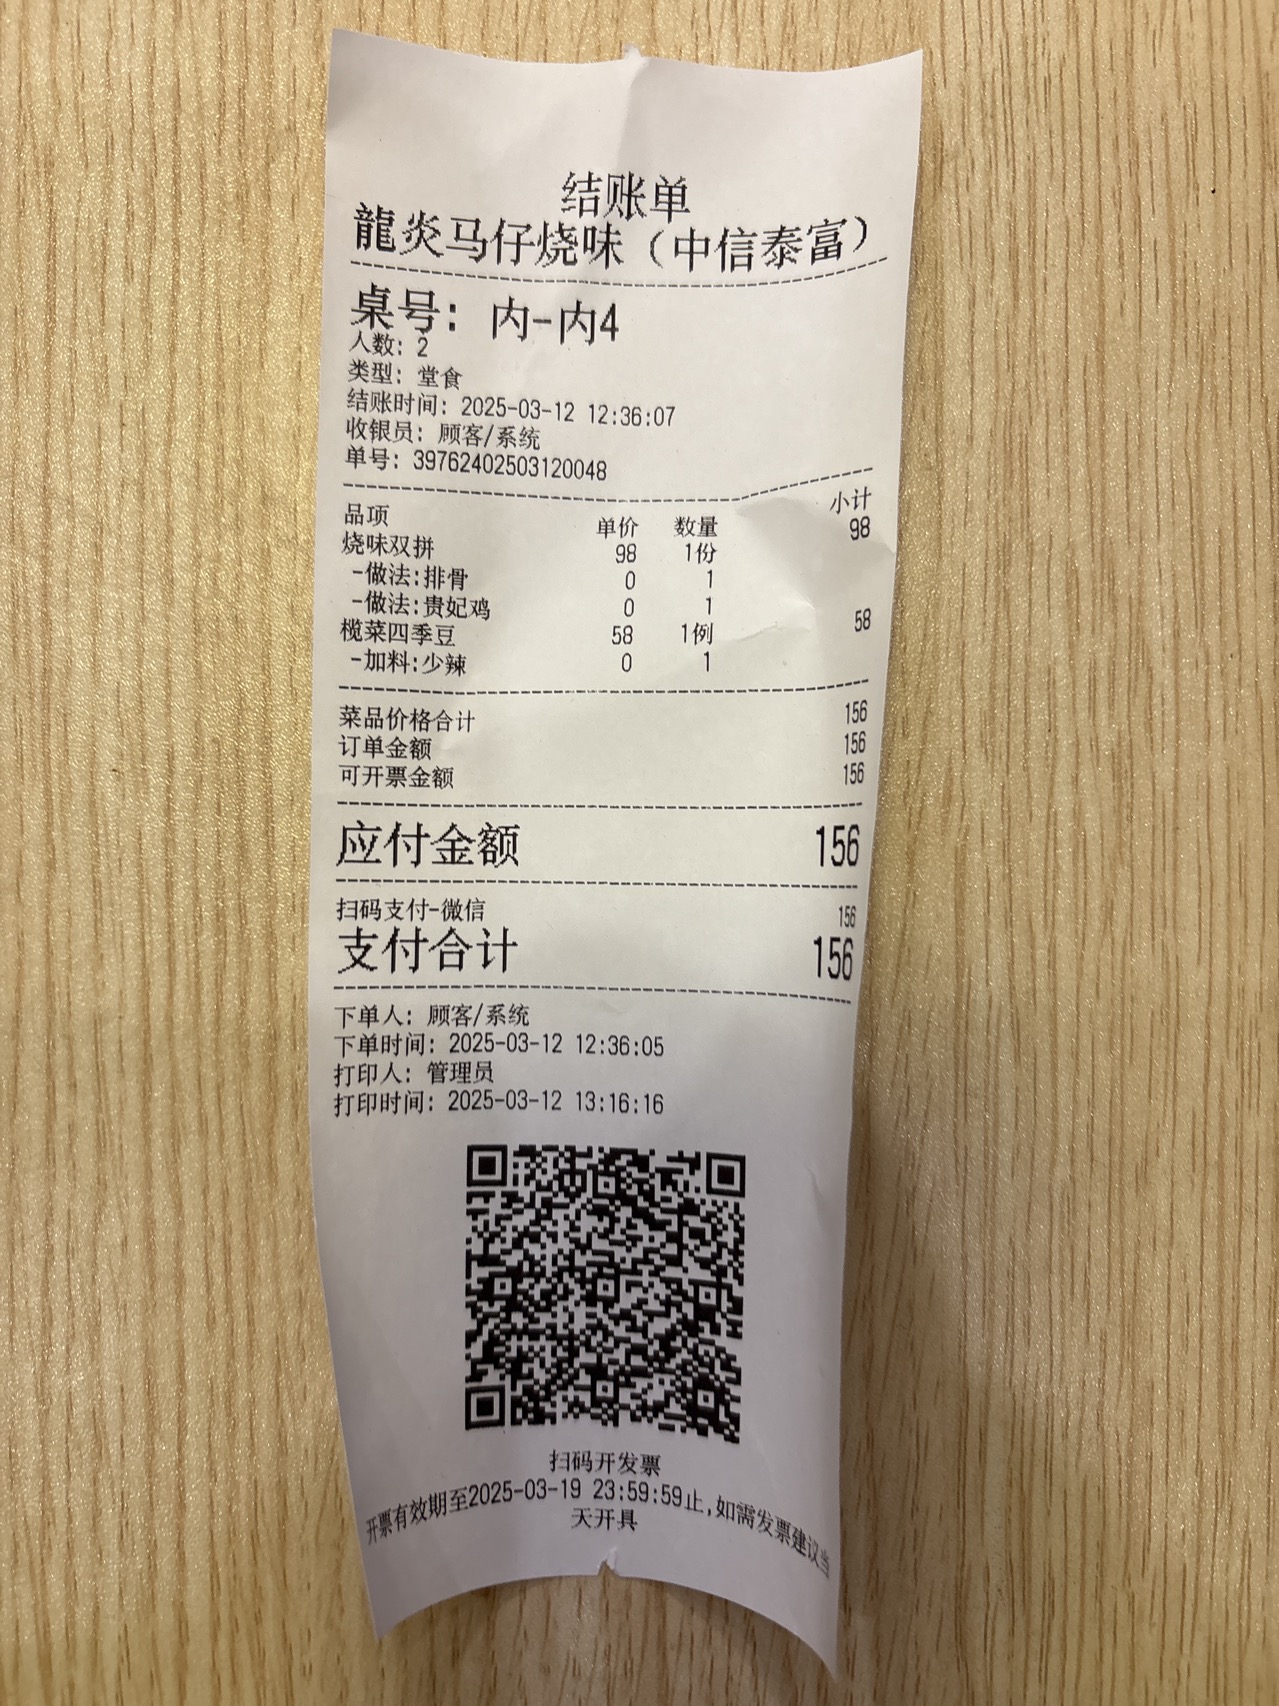 结账单
龍炎马仔烧味（中信泰富）
桌号：内-内4
人数：2
类型：堂食
结账时间：2025-03-12 12:36:07
收银员：顾客/系统
单号：39762402503120048
品项 单价 数量 小计
烧味双拼 98 1份 98
-做法:排骨 0 1
-做法:贵妃鸡 0 1
榄菜四季豆 58 1例 58
-加料:少辣 0 1
菜品价格合计 156
订单金额 156
可开票金额 156
应付金额 156
扫码支付-微信 156
支付合计 156
下单人：顾客/系统
下单时间：2025-03-12 12:36:05
打印人：管理员
打印时间：2025-03-12 13:16:16
扫码开发票
开票有效期至2025-03-19 23:59:59止,如需发票建议当
天开具